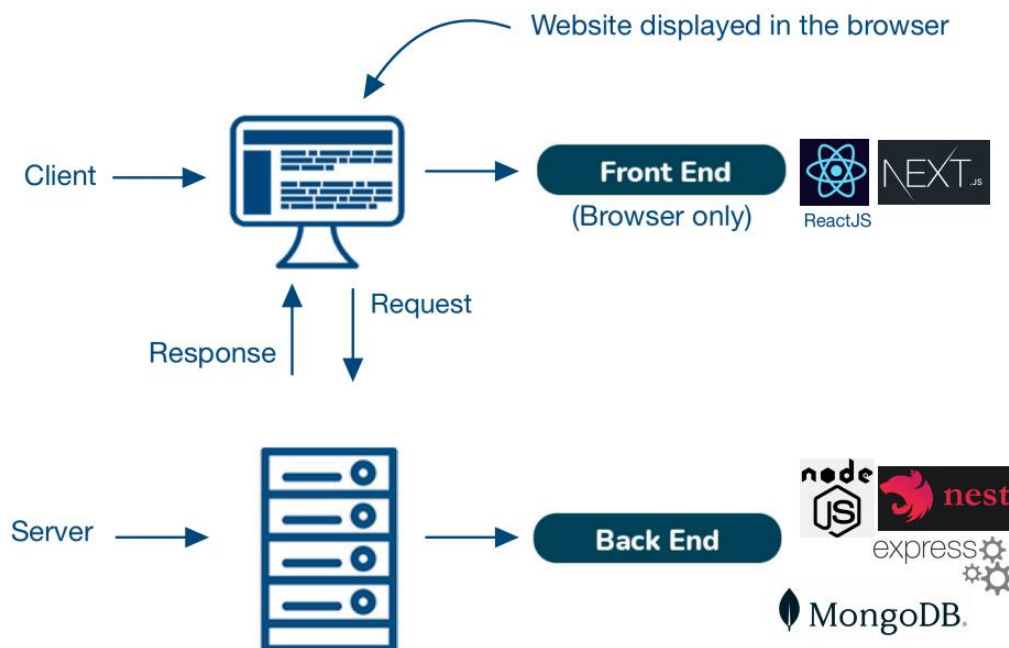 Website displayed in the browser
Client
Front End
(Browser only)
ReactJS
NEXT.JS
Request
Response
Server
Back End
node
JS
nest
express
MongoDB.